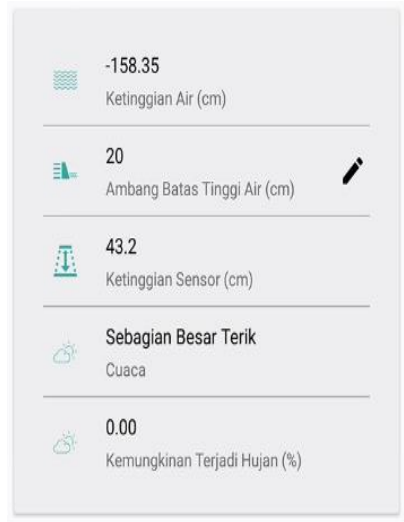 -158.35
Ketinggian Air (cm)
20
Ambang Batas Tinggi Air (cm)
43.2
Ketinggian Sensor (cm)
Sebagian Besar Terik
Cuaca
0.00
Kemungkinan Terjadi Hujan (%)